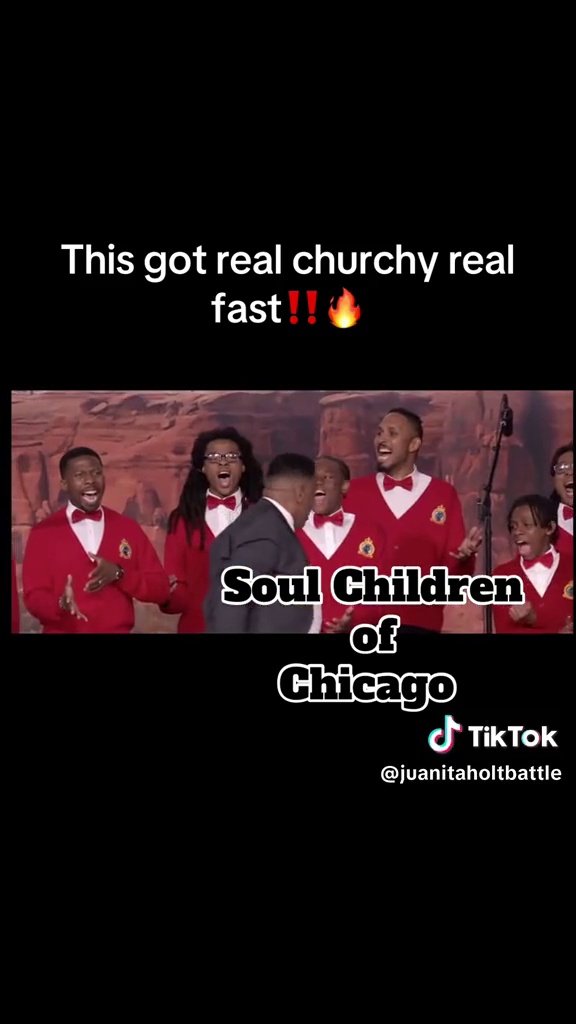 This got real churchy real
fast‼️🔥
Soul Children
of
Chicago
TikTok
@juanitaholtbattle